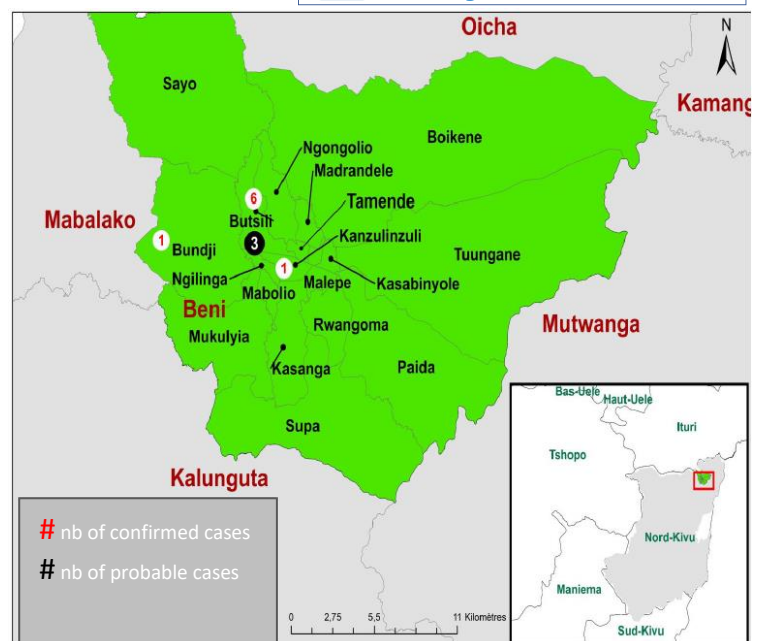 Oicha
N
Sayo
Kamang
Boikene
Ngongolio
Madrandele
6
Tamende
Mabalako
Butsili
1
Bundji
3
Kanzulinzuli
Tuungane
1
Ngilinga
Malepe
Kasabinyole
Mabolio
Beni
Mukulyia
Rwangoma
Mutwanga
Kasanga
Paida
Supa
Kalunguta
# nb of confirmed cases
# nb of probable cases
0 2,75 5,5 11 Kilomètres
Bas-Uele
Haut-Uele
Ituri
Tshopo
Nord-Kivu
Maniema
Sud-Kivu